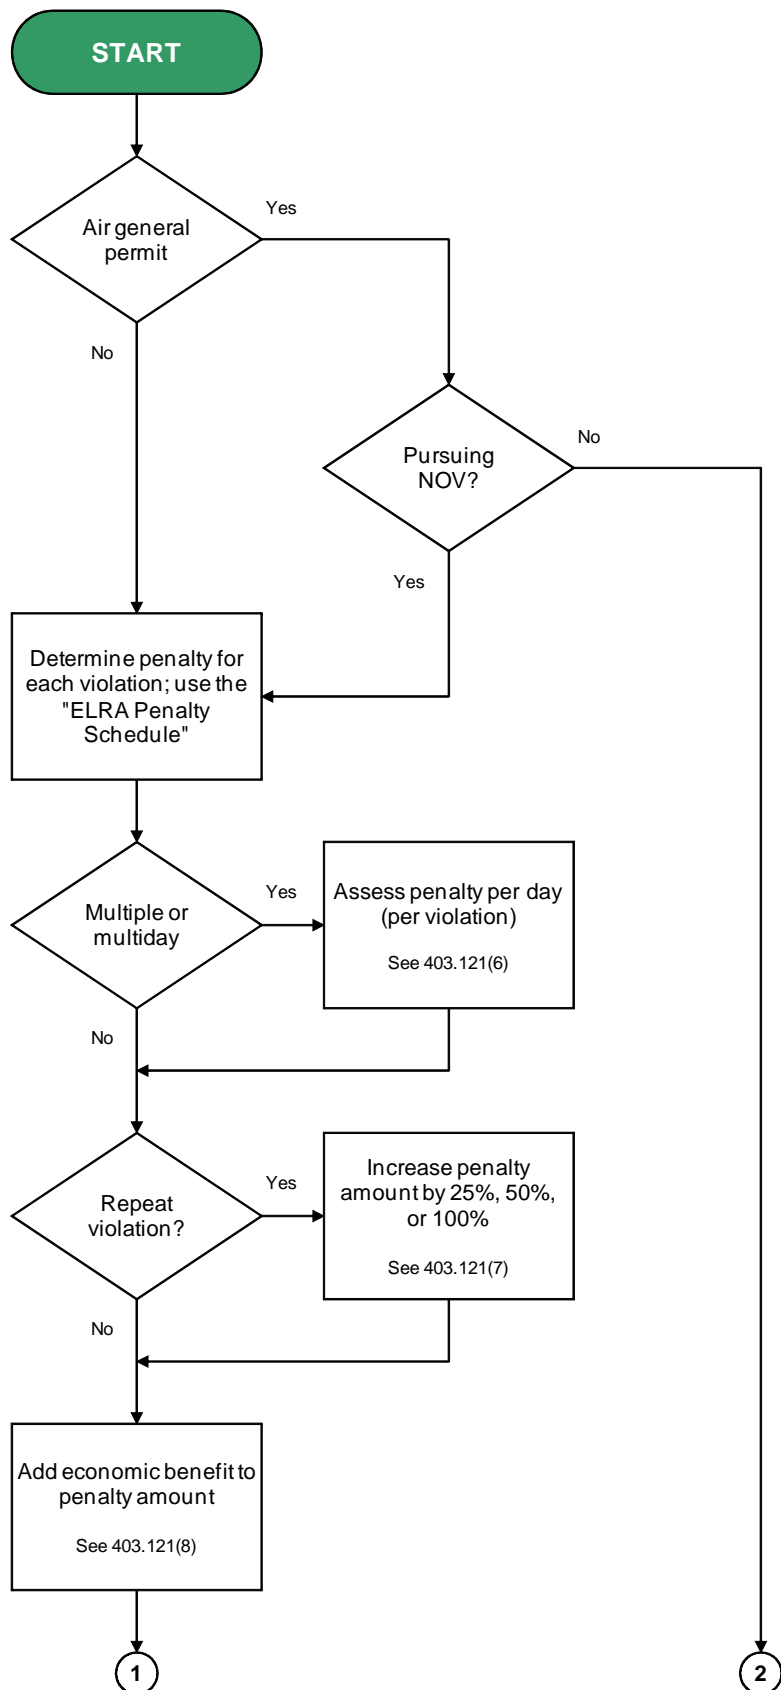 START
Air general
permit
Yes
No
Pursuing
NOV?
No
Yes
Determine penalty for
each violation; use the
"ELRA Penalty
Schedule"
Multiple or
multiday
Yes
Assess penalty per day
(per violation)
See 403.121(6)
No
Repeat
violation?
Yes
Increase penalty
amount by 25%, 50%,
or 100%
See 403.121(7)
No
Add economic benefit to
penalty amount
See 403.121(8)
1
2